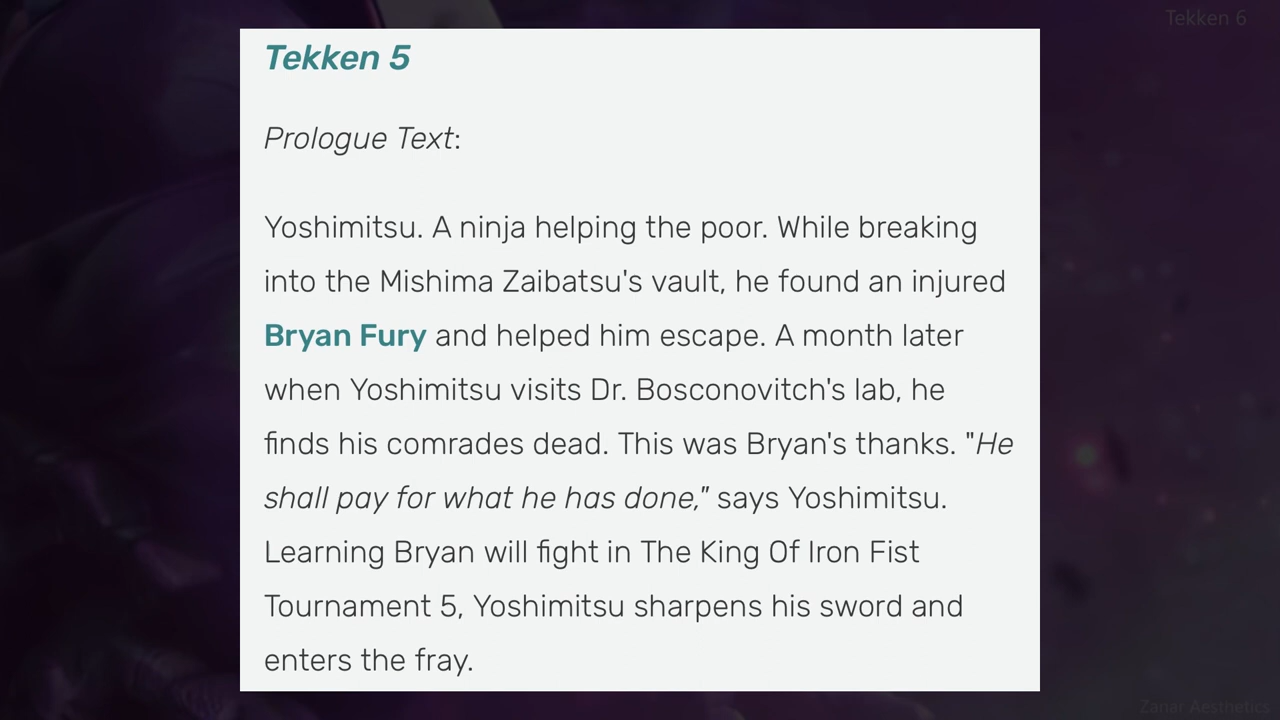 Tekken 6
Tekken 5
Prologue Text:
Yoshimitsu. A ninja helping the poor. While breaking
into the Mishima Zaibatsu's vault, he found an injured
Bryan Fury and helped him escape. A month later
when Yoshimitsu visits Dr. Bosconovitch's lab, he
finds his comrades dead. This was Bryan's thanks. "He
shall pay for what he has done," says Yoshimitsu.
Learning Bryan will fight in The King Of Iron Fist
Tournament 5, Yoshimitsu sharpens his sword and
enters the fray.
Zanar Aesthetics